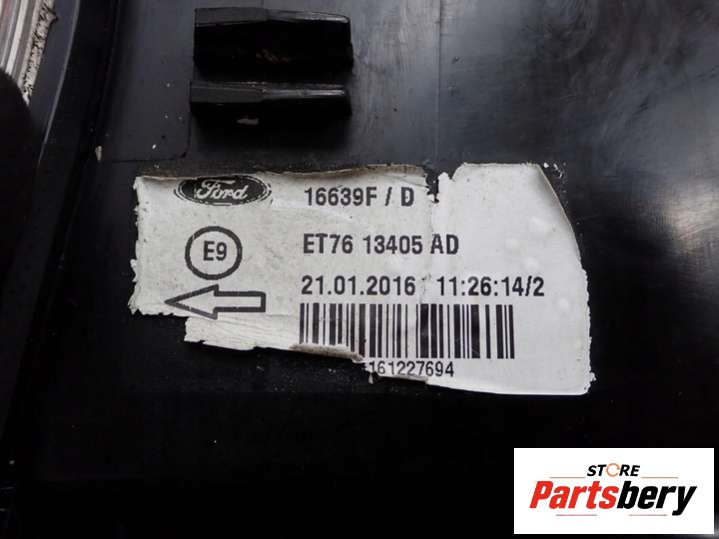 Ford 16639F / D
E9 ET76 13405 AD
21.01.2016 11:26:14/2
161227694
STORE
Partsbery